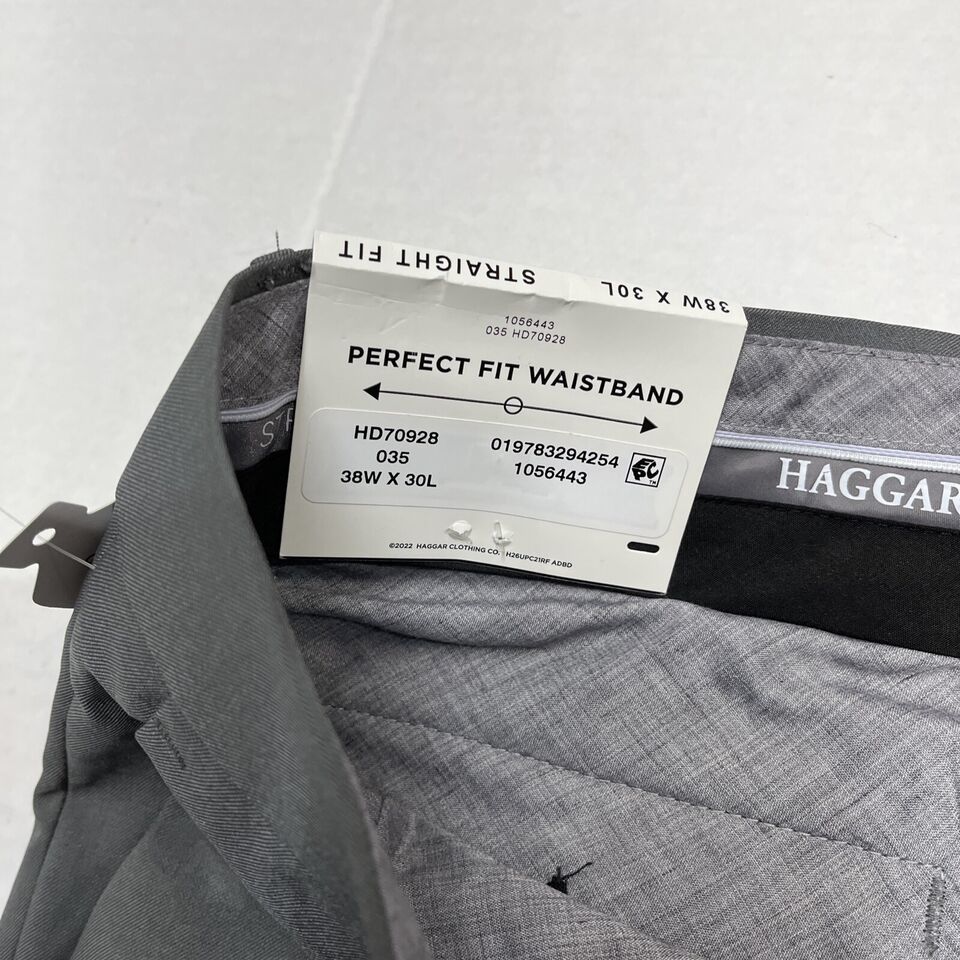 STRAIGHT FIT 38W X 30L
1056443
035 HD70928
PERFECT FIT WAISTBAND
HD70928 019783294254
035 1056443
38W X 30L
©2022 HAGGAR CLOTHING CO. H26UPC21RF ADBD
HAGGAR